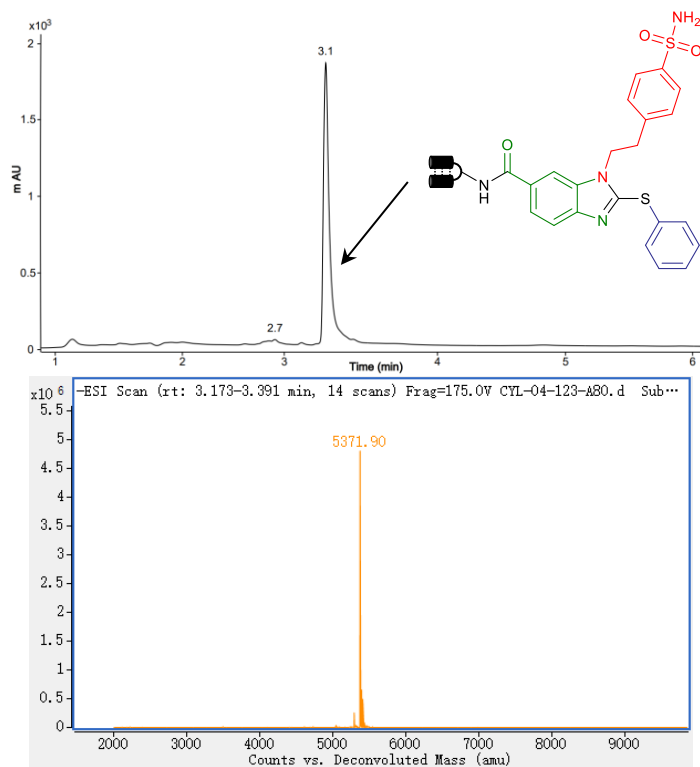 x10³
2
1.5
1
0.5
0
m AU
3.1
2.7
1 2 3 4 5 6
Time (min)
NH₂
O S O
O
N H
N
N
S
x10 6
-ESI Scan (rt: 3.173-3.391 min, 14 scans) Frag=175.0V CYL-04-123-A80.d Sub…
5.5
5
4.5
4
3.5
3
2.5
2
1.5
1
0.5
0
5371.90
2000 3000 4000 5000 6000 7000 8000 9000
Counts vs. Deconvoluted Mass (amu)